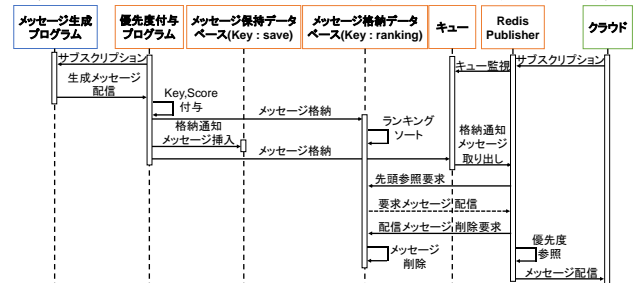 メッセージ生成
プログラム
優先度付与
プログラム
メッセージ保持データ
ベース(Key : save)
メッセージ格納データ
ベース(Key : ranking)
キュー
Redis
Publisher
クラウド
サブスクリプション
キュー監視
サブスクリプション
生成メッセージ
配信
Key,Score
付与
メッセージ格納
ランキング
ソート
格納通知
メッセージ挿入
メッセージ格納
格納通知
メッセージ
取り出し
先頭参照要求
要求メッセージ配信
配信メッセージ削除要求
メッセージ
削除
優先度
参照
メッセージ配信